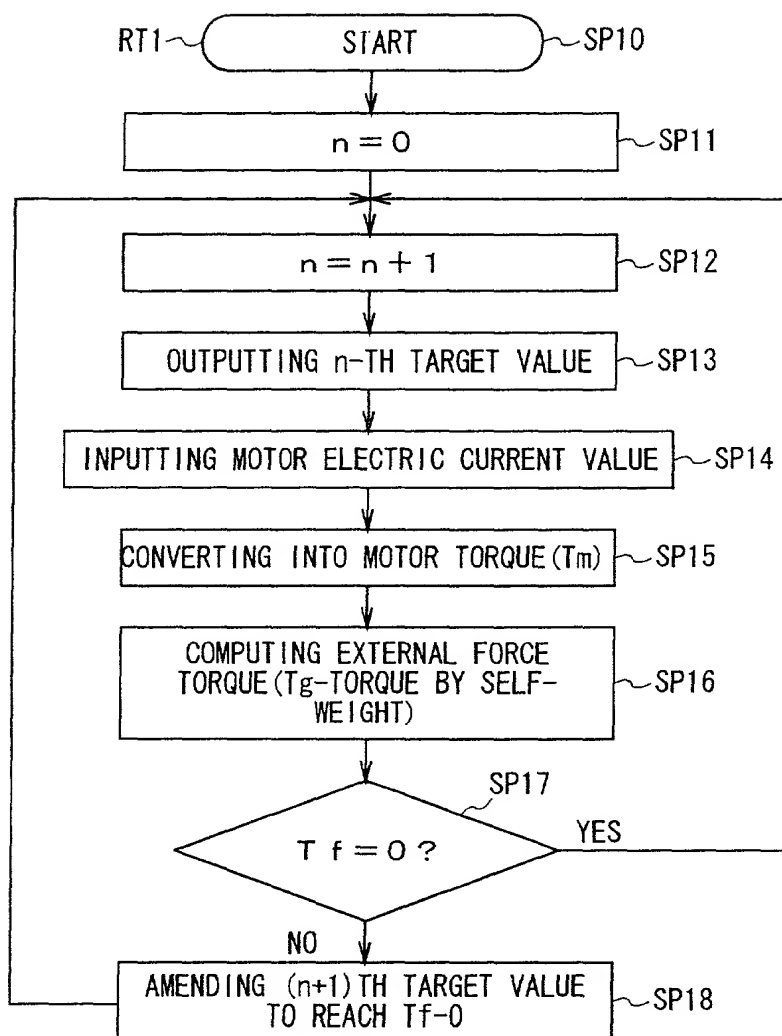 RT1
START
SP10
n=0
SP11
n=n+1
SP12
OUTPUTTING n-TH TARGET VALUE
SP13
INPUTTING MOTOR ELECTRIC CURRENT VALUE
SP14
CONVERTING INTO MOTOR TORQUE(Tm)
SP15
COMPUTING EXTERNAL FORCE
TORQUE(Tg-TORQUE BY SELF-
WEIGHT)
SP16
SP17
Tf=0?
YES
NO
AMENDING (n+1)TH TARGET VALUE
TO REACH Tf-0
SP18